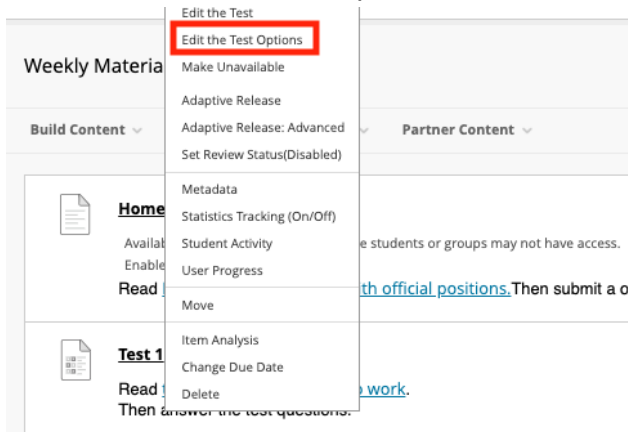 Edit the Test
Edit the Test Options
Weekly Materia
Make Unavailable
Adaptive Release
Build Content
Adaptive Release: Advanced
Partner Content
Set Review Status(Disabled)
Metadata
Home
Statistics Tracking (On/Off)
Availab
Student Activity
e students or groups may not have access.
Enable
User Progress
Read
th official positions.Then submit a o
Move
Item Analysis
Test 1
Change Due Date
Read
Delete
work.
Then answer the test questions.